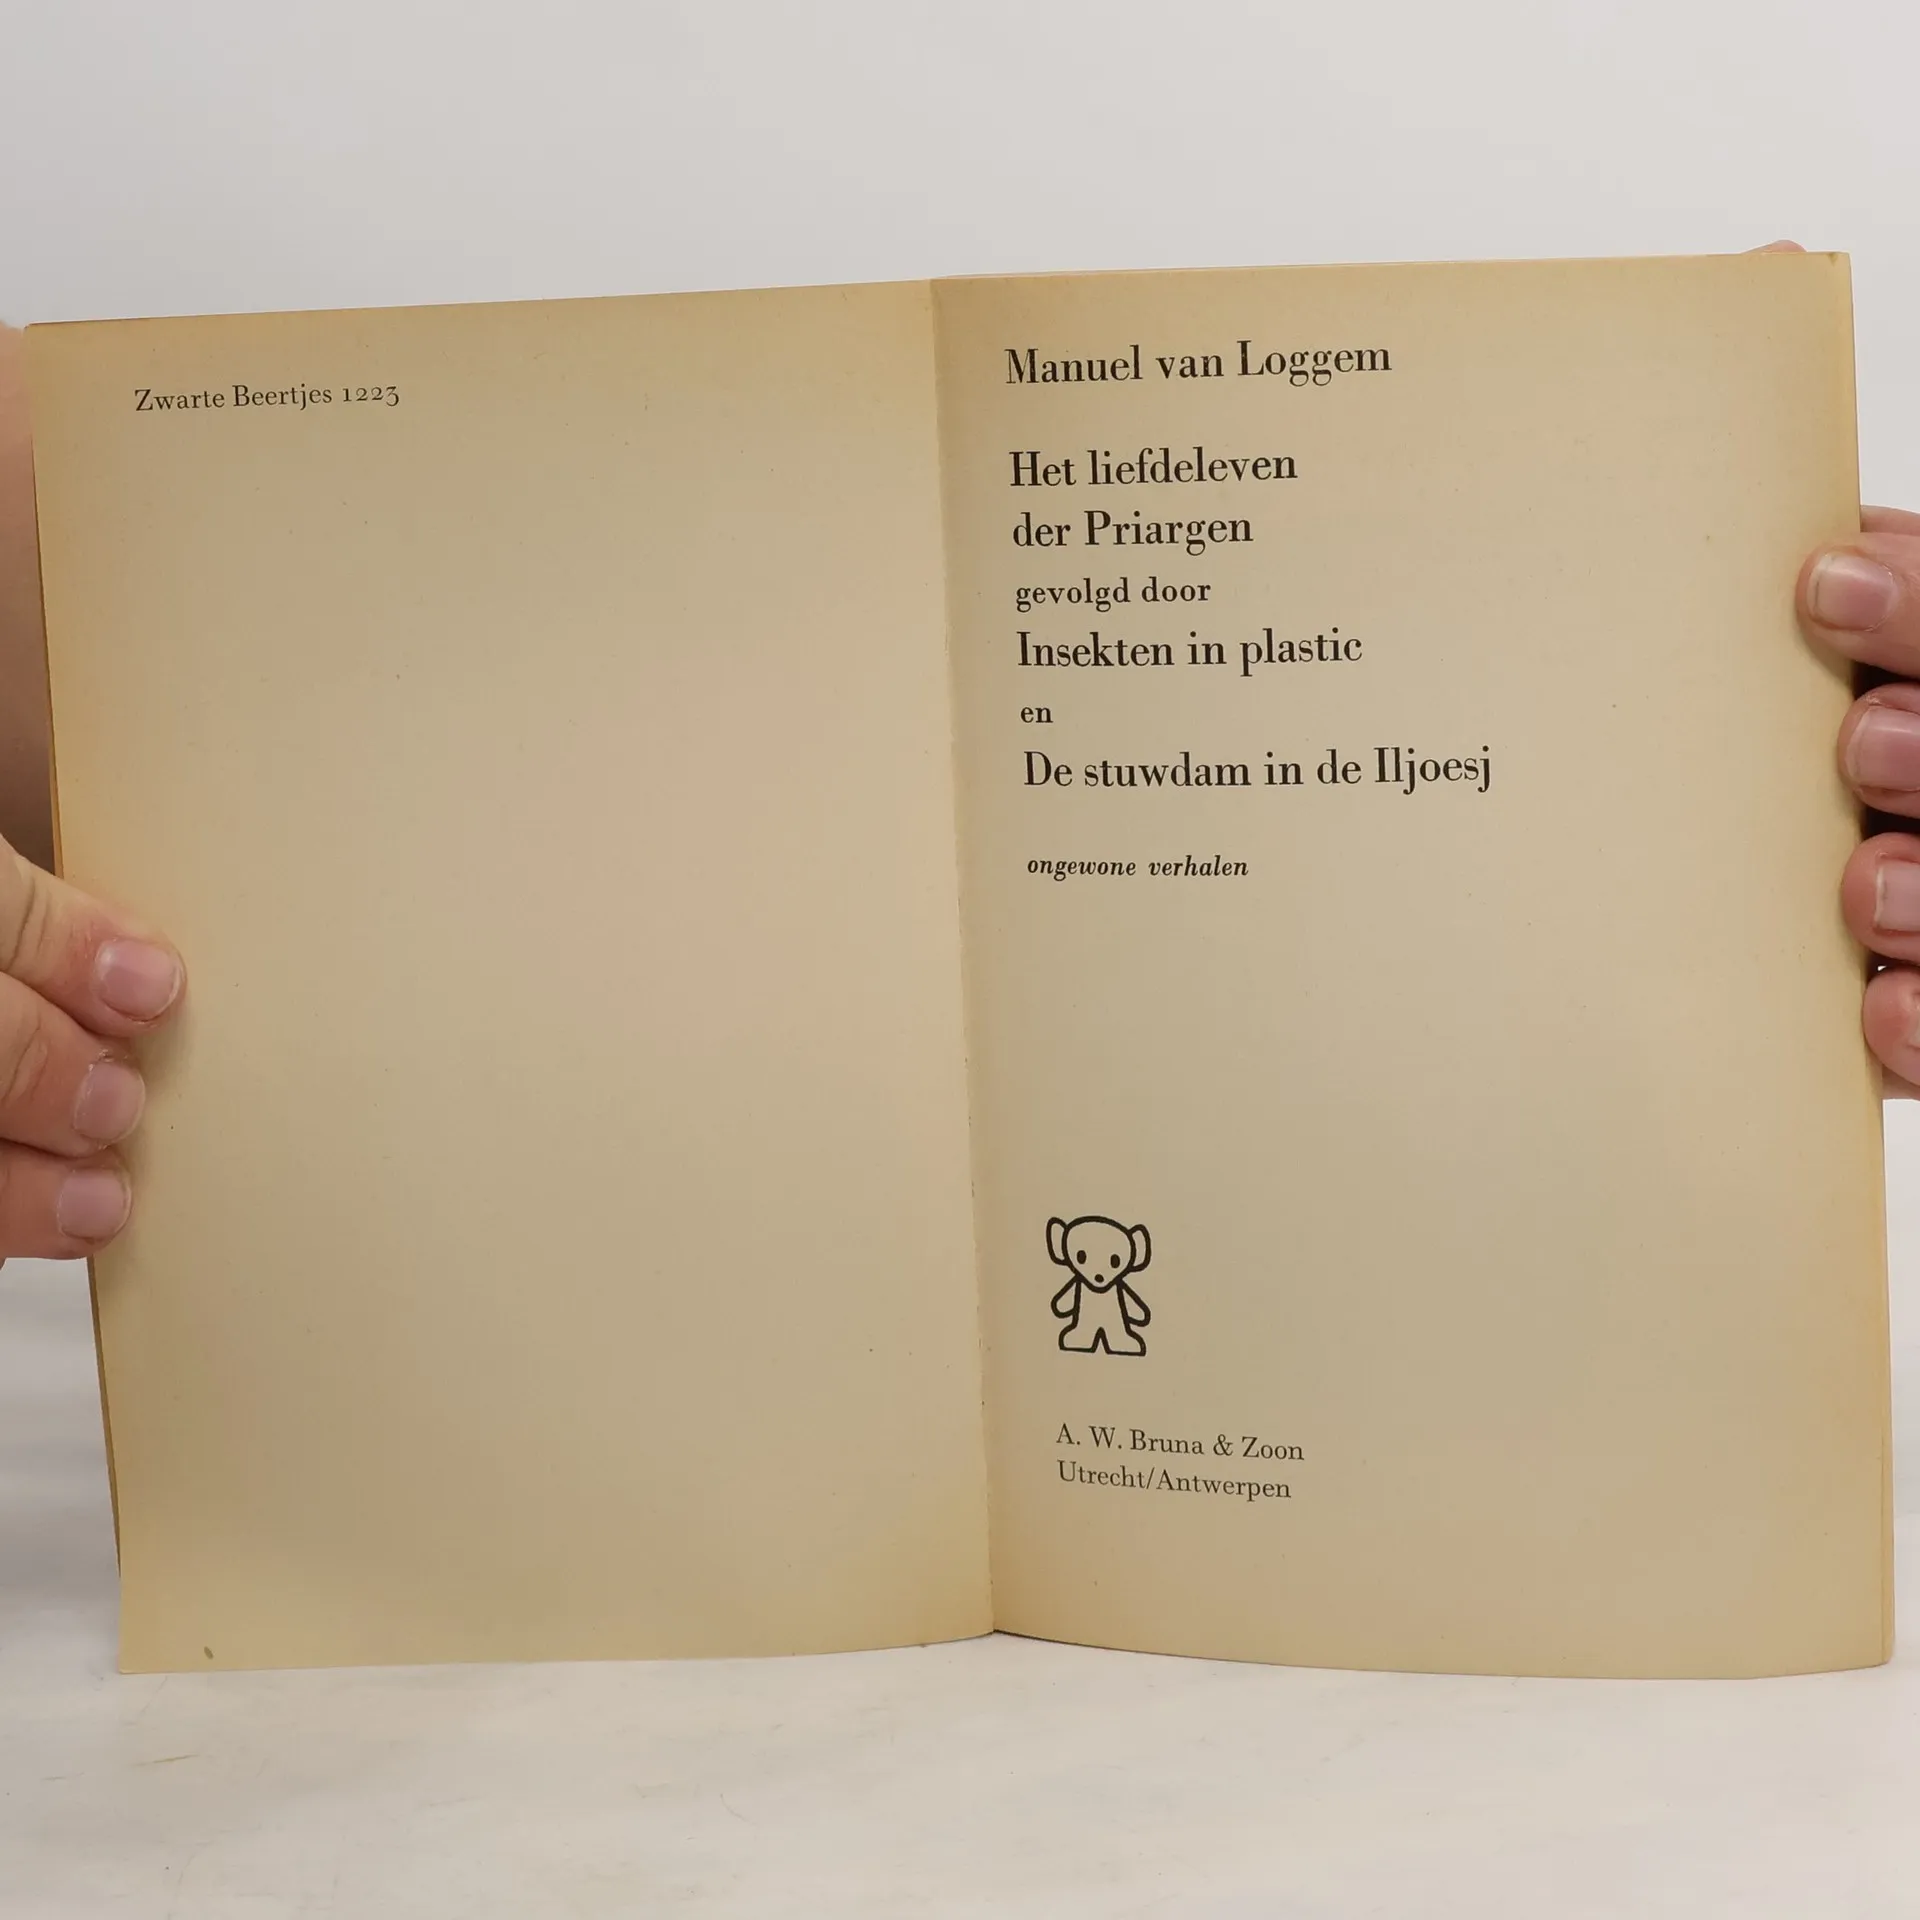 Zwarte Beertjes 1223
Manuel van Loggem
Het liefdeleven
der Priargen
gevolgd door
Insekten in plastic
en
De stuwdam in de Iljoesj
ongewone verhalen
A. W. Bruna & Zoon
Utrecht/Antwerpen